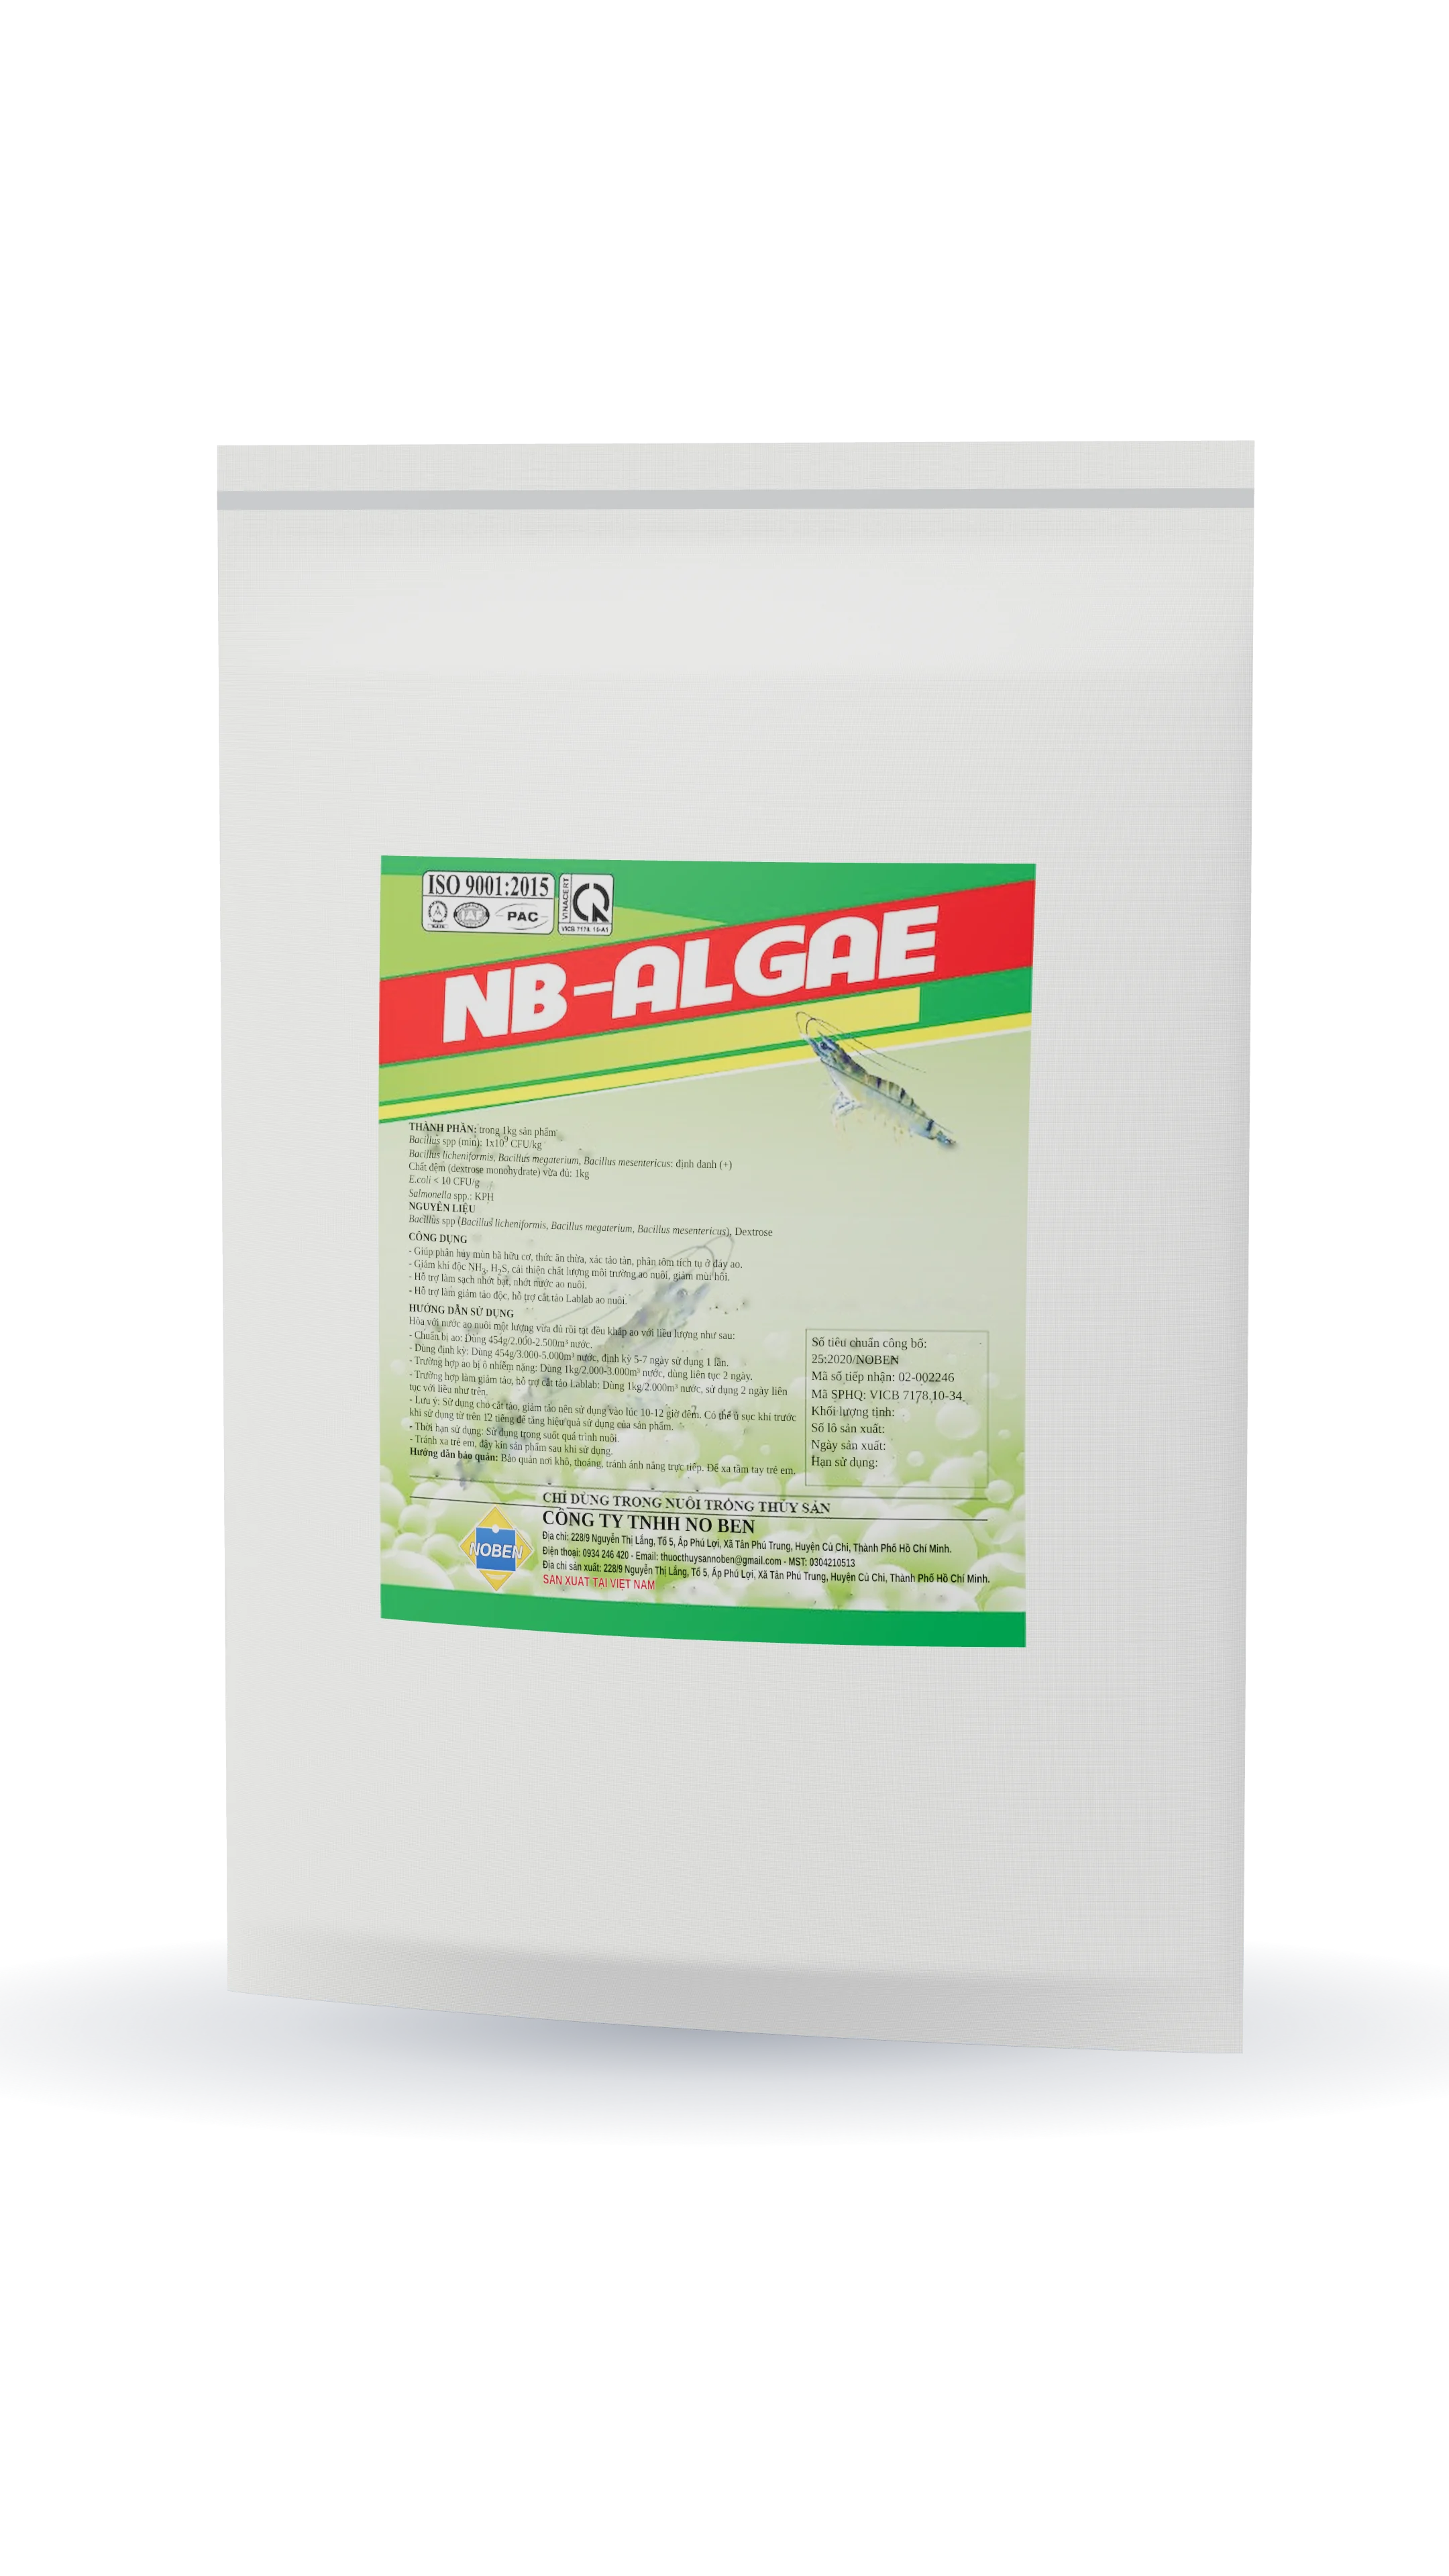 ISO 9001:2015
IAF
PAC
VINACERT
VICB 7178. 10-A1
NB-ALGAE
THÀNH PHẦN: trong 1kg sản phẩm
Bacillus spp (min): 1x10⁹ CFU/kg
Bacillus licheniformis, Bacillus megaterium, Bacillus mesentericus: định danh (+)
Chất đệm (dextrose monohydrate) vừa đủ: 1kg
E.coli < 10 CFU/g
Salmonella spp.: KPH
NGUYÊN LIỆU
Bacillus spp (Bacillus licheniformis, Bacillus megaterium, Bacillus mesentericus), Dextrose
CÔNG DỤNG
- Giúp phân hủy mùn bã hữu cơ, thức ăn thừa, xác tảo tàn, phân tôm tích tụ ở đáy ao.
- Giảm khí độc NH₃, H₂S, cải thiện chất lượng môi trường ao nuôi, giảm mùi hôi.
- Hỗ trợ làm sạch nhớt bạt, nhớt nước ao nuôi.
- Hỗ trợ làm giảm tảo độc, hỗ trợ cắt tảo Lablab ao nuôi.
HƯỚNG DẪN SỬ DỤNG
Hòa với nước ao nuôi một lượng vừa đủ rồi tạt đều khắp ao với liều lượng như sau:
- Chuẩn bị ao: Dùng 454g/2.000-2.500m³ nước.
- Dùng định kỳ: Dùng 454g/3.000-5.000m³ nước, định kỳ 5-7 ngày sử dụng 1 lần.
- Trường hợp ao bị ô nhiễm nặng: Dùng 1kg/2.000-3.000m³ nước, dùng liên tục 2 ngày.
- Trường hợp làm giảm tảo, hỗ trợ cắt tảo Lablab: Dùng 1kg/2.000m³ nước, sử dụng 2 ngày liên
tục với liều như trên.
- Lưu ý: Sử dụng cho cắt tảo, giảm tảo nên sử dụng vào lúc 10-12 giờ đêm. Có thể ủ sục khí trước
khi sử dụng từ trên 12 tiếng để tăng hiệu quả sử dụng của sản phẩm.
- Thời hạn sử dụng: Sử dụng trong suốt quá trình nuôi.
- Tránh xa trẻ em, đậy kín sản phẩm sau khi sử dụng.
Hướng dẫn bảo quản: Bảo quản nơi khô, thoáng, tránh ánh nắng trực tiếp. Để xa tầm tay trẻ em.
Số tiêu chuẩn công bố:
25:2020/NOBEN
Mã số tiếp nhận: 02-002246
Mã SPHQ: VICB 7178.10-34
Khối lượng tịnh:
Số lô sản xuất:
Ngày sản xuất:
Hạn sử dụng:
CHỈ DÙNG TRONG NUÔI TRỒNG THỦY SẢN
NOBEN
CÔNG TY TNHH NO BEN
Địa chỉ: 228/9 Nguyễn Thị Lắng, Tổ 5, Ấp Phú Lợi, Xã Tân Phú Trung, Huyện Củ Chi, Thành Phố Hồ Chí Minh.
Điện thoại: 0934 246 420 - Email: thuocthuysannoben@gmail.com - MST: 0304210513
Địa chỉ sản xuất: 228/9 Nguyễn Thị Lắng, Tổ 5, Ấp Phú Lợi, Xã Tân Phú Trung, Huyện Củ Chi, Thành Phố Hồ Chí Minh.
SẢN XUẤT TẠI VIỆT NAM